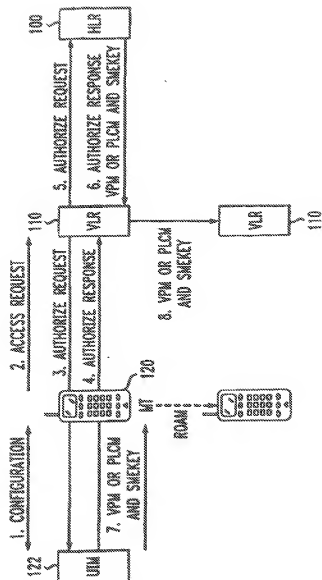 122
UIM
1. CONFIGURATION
7. VPM OR PLCM
AND SMEKEY
120
MT
ROAM
2. ACCESS REQUEST
3. AUTHORIZE REQUEST
4. AUTHORIZE RESPONSE
110
VLR
8. VPM OR PLCM
AND SMEKEY
VLR
110
5. AUTHORIZE REQUEST
6. AUTHORIZE RESPONSE
VPM OR PLCM AND SMEKEY
100
HLR